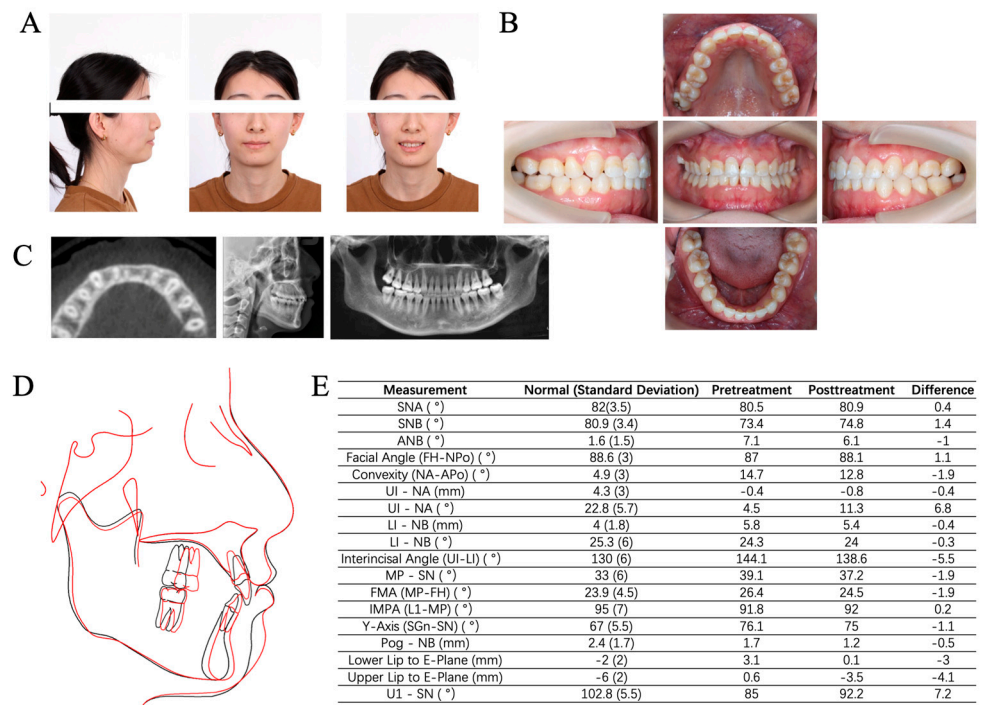 A
B
C
D
E
Measurement Normal (Standard Deviation) Pretreatment Posttreatment Difference
SNA ( ° ) 82(3.5) 80.5 80.9 0.4
SNB ( ° ) 80.9 (3.4) 73.4 74.8 1.4
ANB ( ° ) 1.6 (1.5) 7.1 6.1 -1
Facial Angle (FH-NPo) ( ° ) 88.6 (3) 87 88.1 1.1
Convexity (NA-APo) ( ° ) 4.9 (3) 14.7 12.8 -1.9
UI - NA (mm) 4.3 (3) -0.4 -0.8 -0.4
UI - NA ( ° ) 22.8 (5.7) 4.5 11.3 6.8
LI - NB (mm) 4 (1.8) 5.8 5.4 -0.4
LI - NB ( ° ) 25.3 (6) 24.3 24 -0.3
Interincisal Angle (UI-LI) ( ° ) 130 (6) 144.1 138.6 -5.5
MP - SN ( ° ) 33 (6) 39.1 37.2 -1.9
FMA (MP-FH) ( ° ) 23.9 (4.5) 26.4 24.5 -1.9
IMPA (L1-MP) ( ° ) 95 (7) 91.8 92 0.2
Y-Axis (SGn-SN) ( ° ) 67 (5.5) 76.1 75 -1.1
Pog - NB (mm) 2.4 (1.7) 1.7 1.2 -0.5
Lower Lip to E-Plane (mm) -2 (2) 3.1 0.1 -3
Upper Lip to E-Plane (mm) -6 (2) 0.6 -3.5 -4.1
U1 - SN ( ° ) 102.8 (5.5) 85 92.2 7.2